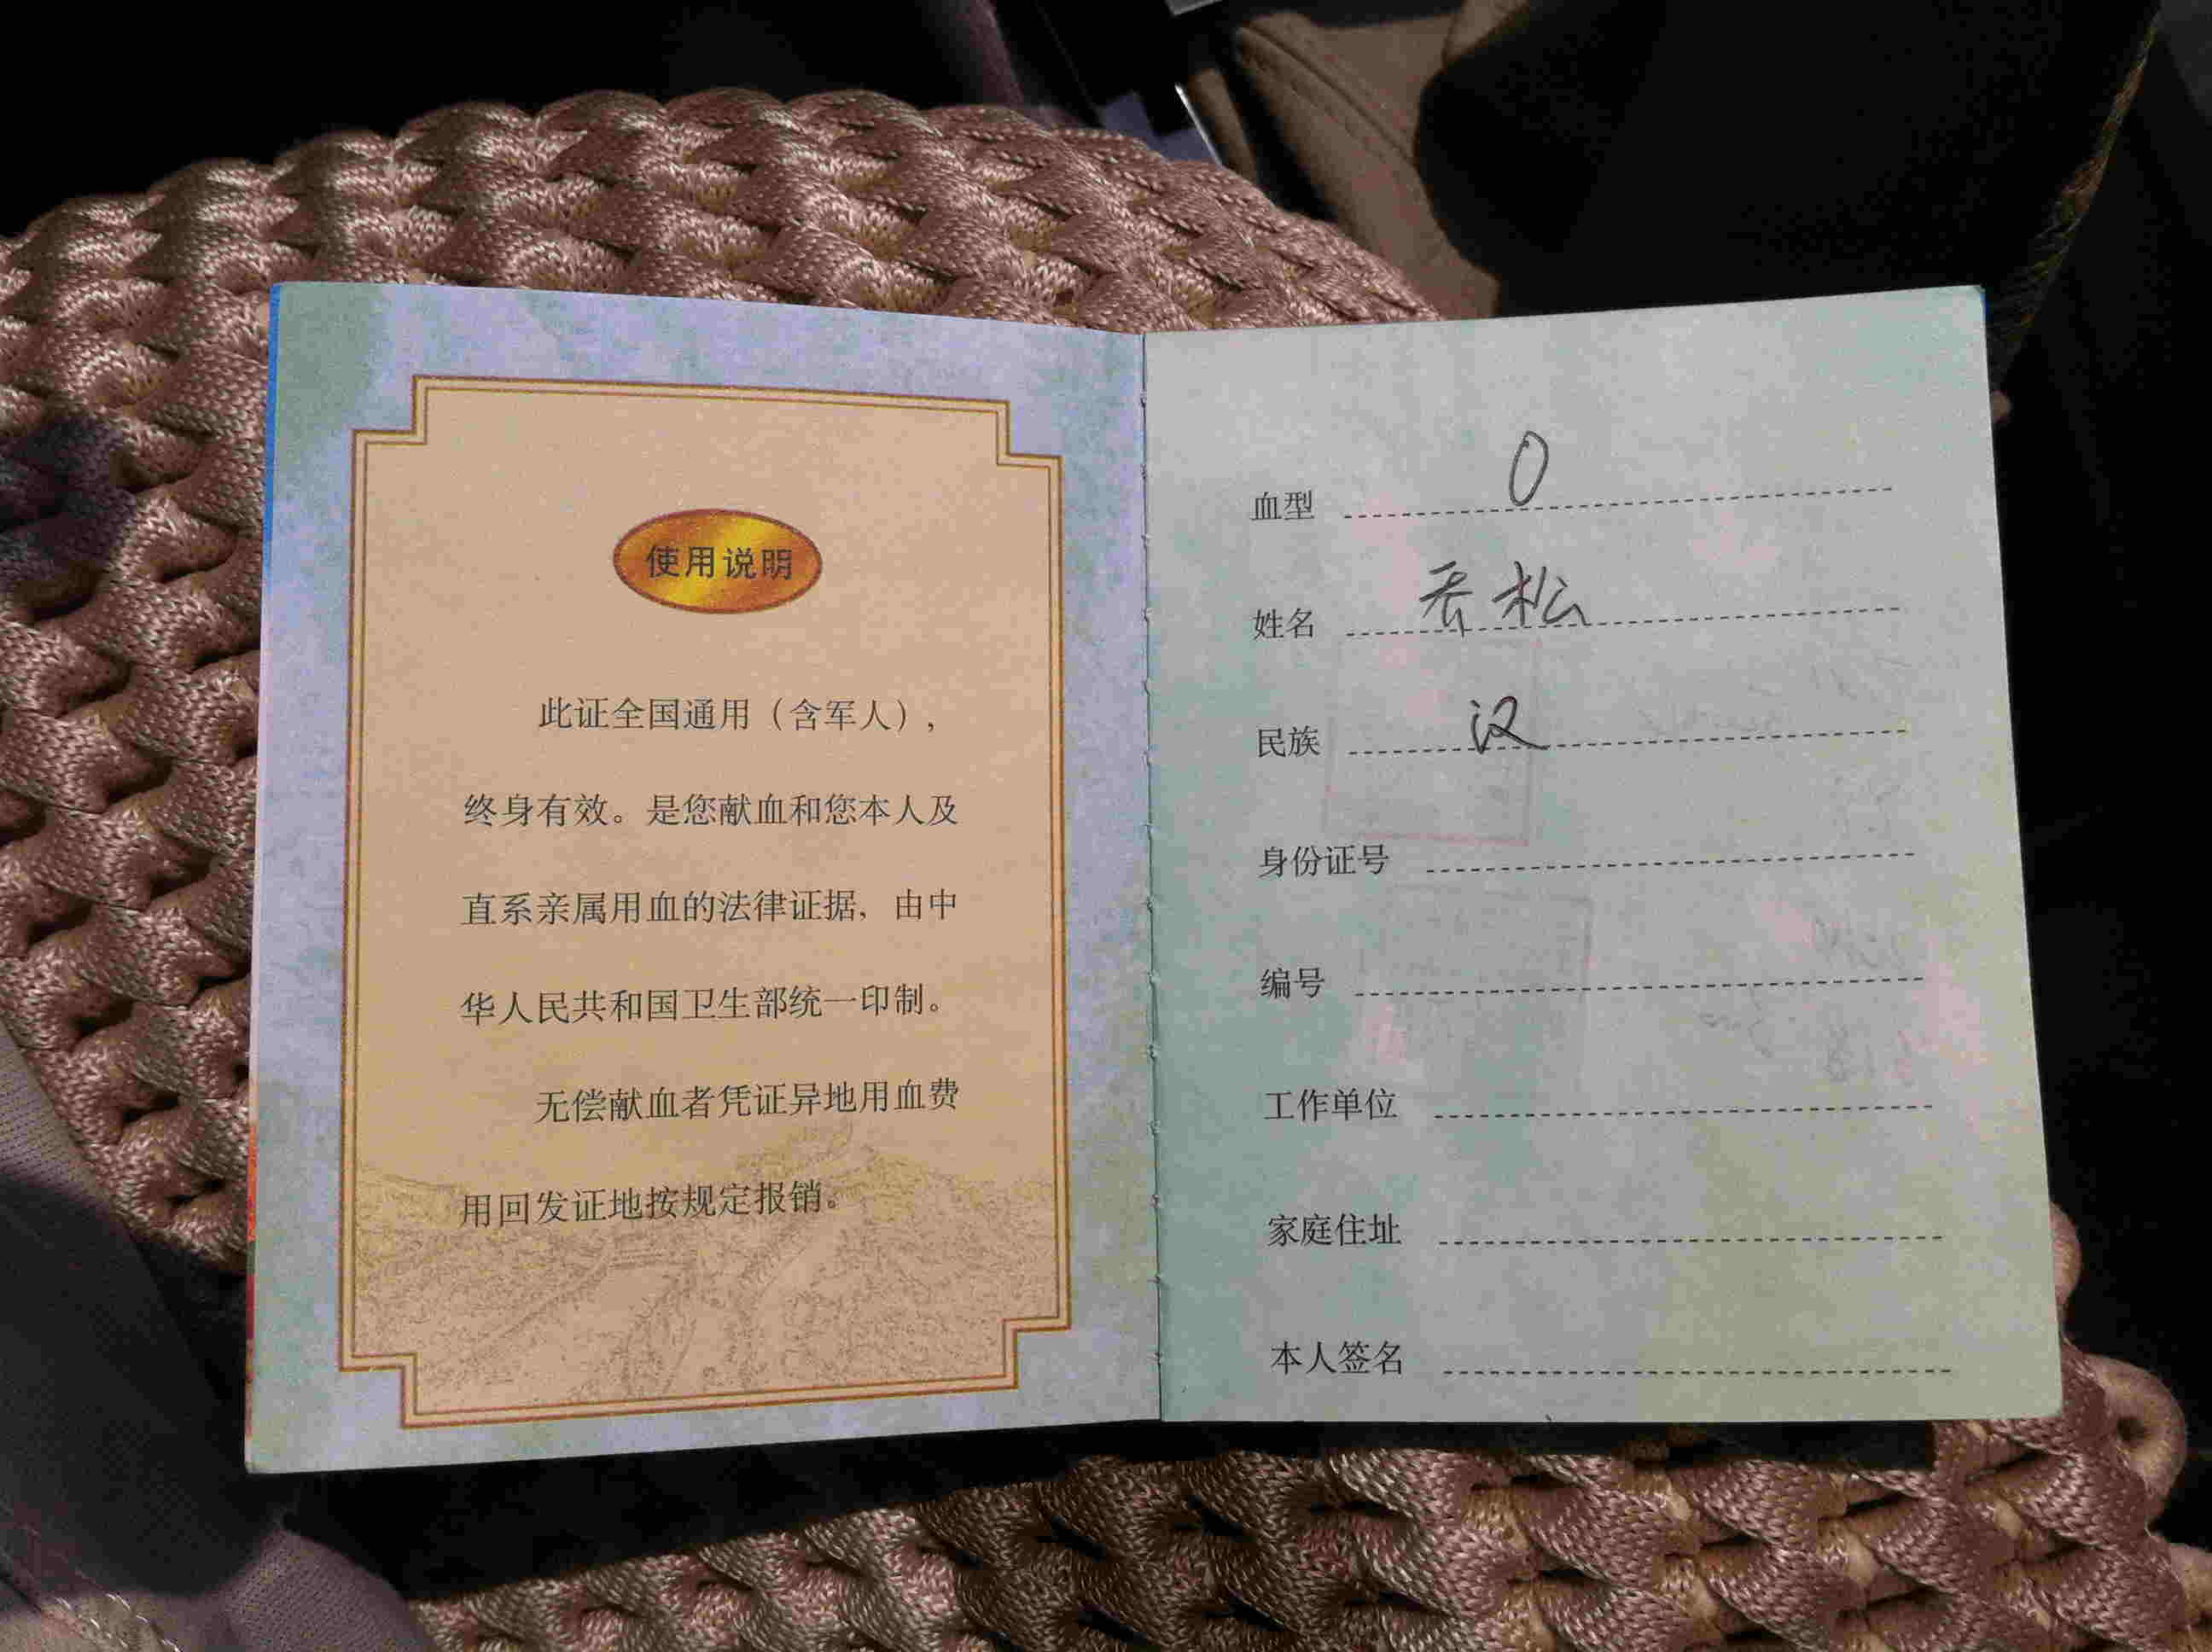 使用说明
此证全国通用（含军人），
终身有效。是您献血和您本人及
直系亲属用血的法律证据，由中
华人民共和国卫生部统一印制。
无偿献血者凭证异地用血费
用回发证地按规定报销。
血型 O
姓名 松
民族 汉
身份证号
编号
工作单位
家庭住址
本人签名